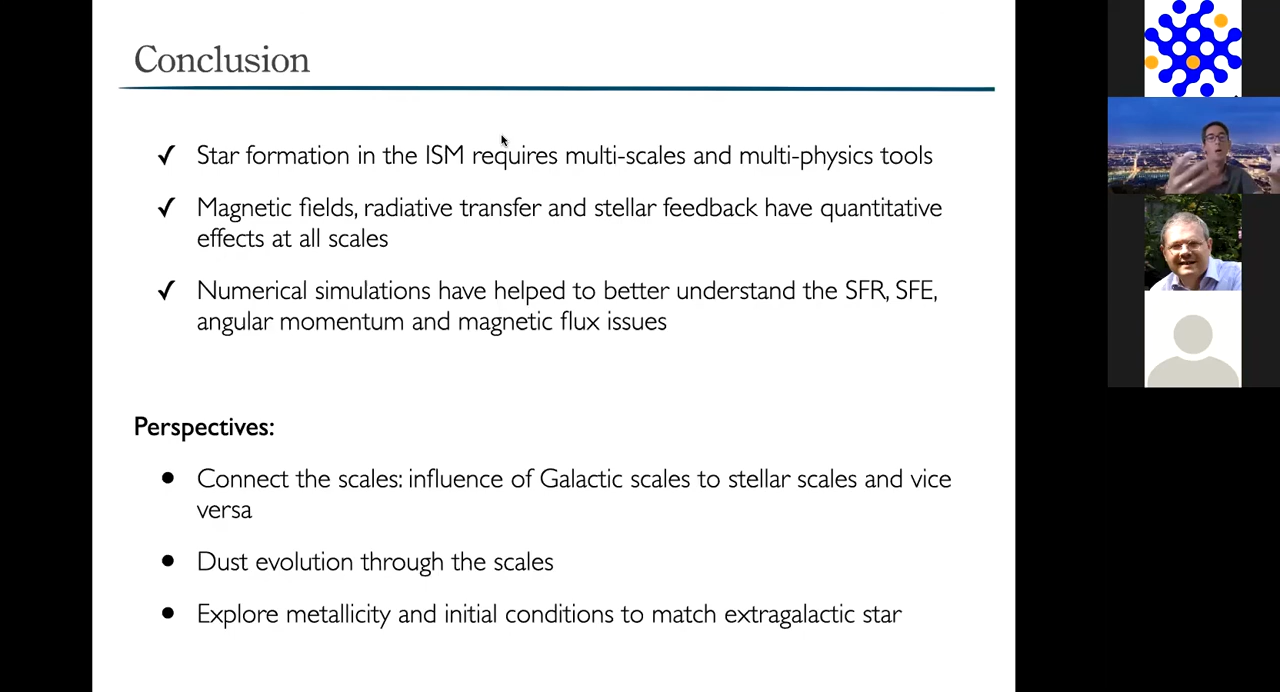 Conclusion
✓ Star formation in the ISM requires multi-scales and multi-physics tools
✓ Magnetic fields, radiative transfer and stellar feedback have quantitative
effects at all scales
✓ Numerical simulations have helped to better understand the SFR, SFE,
angular momentum and magnetic flux issues
Perspectives:
• Connect the scales: influence of Galactic scales to stellar scales and vice
versa
• Dust evolution through the scales
• Explore metallicity and initial conditions to match extragalactic star